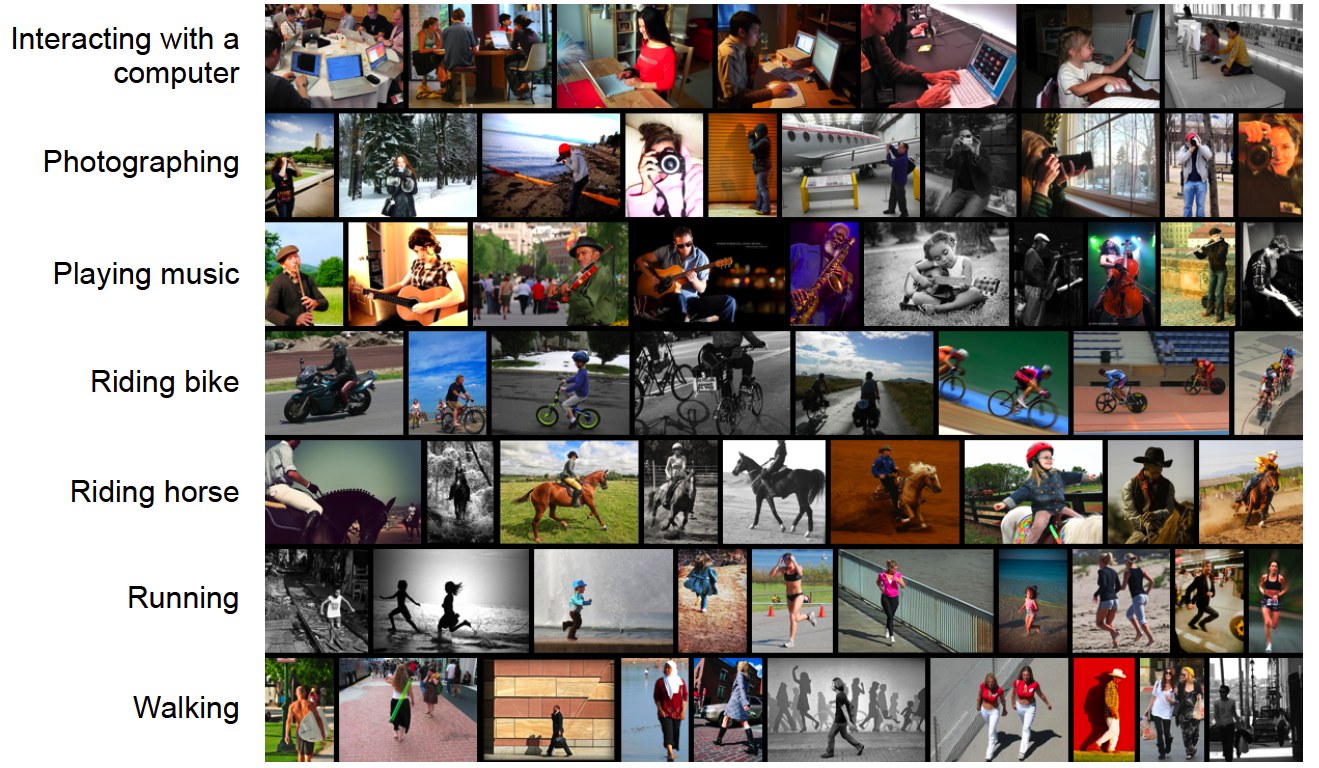 Interacting with a
computer
Photographing
Playing music
Riding bike
Riding horse
Running
Walking